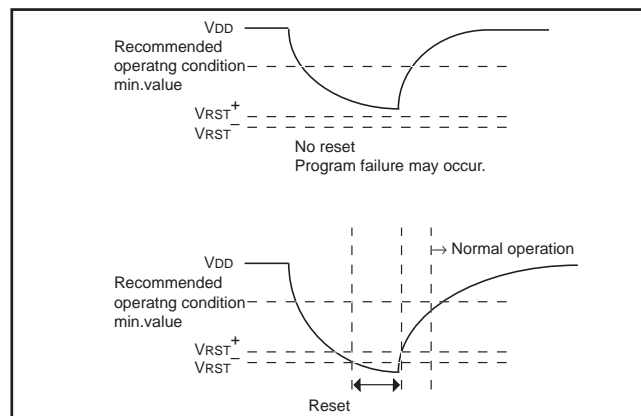 VDD
Recommended
operatng condition
min.value
VRST+
VRST−
No reset
Program failure may occur.
→ Normal operation
VDD
Recommended
operatng condition
min.value
VRST+
VRST−
Reset